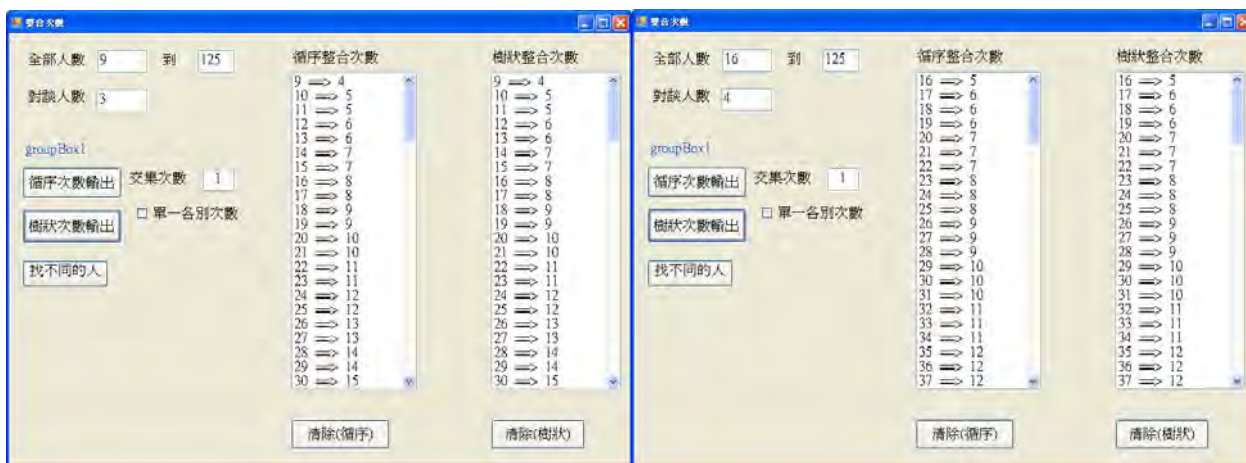 整合次數
全部人數 9 到 125
對談人數 3
groupBox1
循序次數輸出 交集次數 1
樹狀次數輸出 單一各別次數
找不同的人
循序整合次數
9 ==> 4
10 ==> 5
11 ==> 5
12 ==> 6
13 ==> 6
14 ==> 7
15 ==> 7
16 ==> 8
17 ==> 8
18 ==> 9
19 ==> 9
20 ==> 10
21 ==> 10
22 ==> 11
23 ==> 11
24 ==> 12
25 ==> 12
26 ==> 13
27 ==> 13
28 ==> 14
29 ==> 14
30 ==> 15
清除(循序)
樹狀整合次數
9 ==> 4
10 ==> 5
11 ==> 5
12 ==> 6
13 ==> 6
14 ==> 7
15 ==> 7
16 ==> 8
17 ==> 8
18 ==> 9
19 ==> 9
20 ==> 10
21 ==> 10
22 ==> 11
23 ==> 11
24 ==> 12
25 ==> 12
26 ==> 13
27 ==> 13
28 ==> 14
29 ==> 14
30 ==> 15
清除(樹狀)
整合次數
全部人數 16 到 125
對談人數 4
groupBox1
循序次數輸出 交集次數 1
樹狀次數輸出 單一各別次數
找不同的人
循序整合次數
16 ==> 5
17 ==> 6
18 ==> 6
19 ==> 6
20 ==> 7
21 ==> 7
22 ==> 7
23 ==> 8
24 ==> 8
25 ==> 8
26 ==> 9
27 ==> 9
28 ==> 9
29 ==> 10
30 ==> 10
31 ==> 10
32 ==> 11
33 ==> 11
34 ==> 11
35 ==> 12
36 ==> 12
37 ==> 12
清除(循序)
樹狀整合次數
16 ==> 5
17 ==> 6
18 ==> 6
19 ==> 6
20 ==> 7
21 ==> 7
22 ==> 7
23 ==> 8
24 ==> 8
25 ==> 8
26 ==> 9
27 ==> 9
28 ==> 9
29 ==> 10
30 ==> 10
31 ==> 10
32 ==> 11
33 ==> 11
34 ==> 11
35 ==> 12
36 ==> 12
37 ==> 12
清除(樹狀)